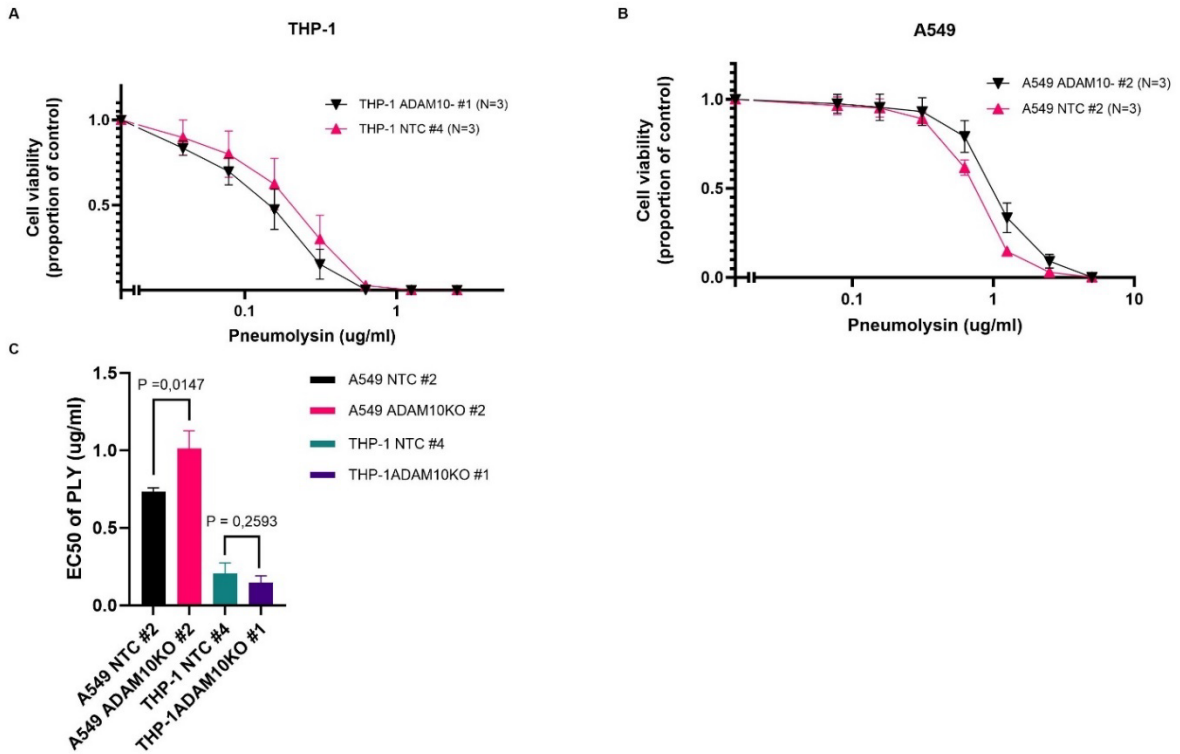 A
THP-1
Cell viability
(proportion of control)
1.0
0.5
0.1
1
Pneumolysin (ug/ml)
THP-1 ADAM10- #1 (N=3)
THP-1 NTC #4 (N=3)
B
A549
Cell viability
(proportion of control)
1.0
0.5
0.0
0.1
1
10
Pneumolysin (ug/ml)
A549 ADAM10- #2 (N=3)
A549 NTC #2 (N=3)
C
EC50 of PLY (ug/ml)
1.5
1.0
0.5
0.0
P =0,0147
P = 0,2593
A549 NTC #2
A549 ADAM10KO #2
THP-1 NTC #4
THP-1ADAM10KO #1
A549 NTC #2
A549 ADAM10KO #2
THP-1 NTC #4
THP-1ADAM10KO #1